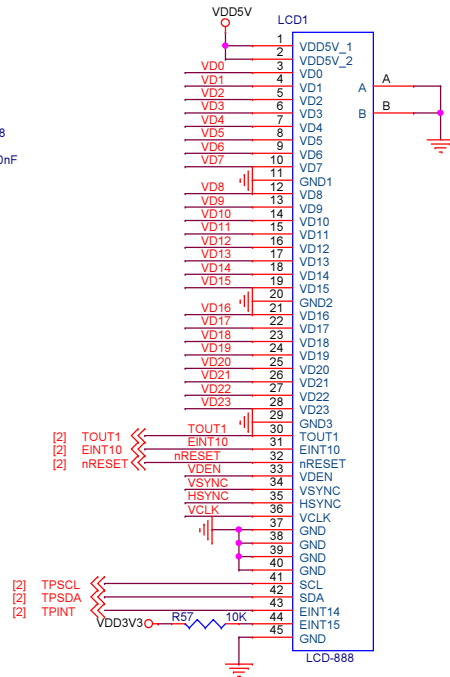 VDD5V
LCD1
1 VDD5V_1
2 VDD5V_2
VD0 3 VD0
VD1 4 VD1 A A
VD2 5 VD2
VD3 6 VD3 B B
VD4 7 VD4
8
VD5 8 VD5
VD6 9 VD6
0nF
VD7 10 VD7
11 GND1
VD8 12 VD8
VD9 13 VD9
VD10 14 VD10
VD11 15 VD11
VD12 16 VD12
VD13 17 VD13
VD14 18 VD14
VD15 19 VD15
20 GND2
VD16 21 VD16
VD17 22 VD17
VD18 23 VD18
VD19 24 VD19
VD20 25 VD20
VD21 26 VD21
VD22 27 VD22
VD23 28 VD23
29 GND3
[2] TOUT1 TOUT1 30 TOUT1
[2] EINT10 EINT10 31 EINT10
[2] nRESET nRESET 32 nRESET
VDEN 33 VDEN
VSYNC 34 VSYNC
HSYNC 35 HSYNC
VCLK 36 VCLK
37 GND
38 GND
39 GND
40 GND
[2] TPSCL 41 SCL
[2] TPSDA 42 SDA
[2] TPINT 43 EINT14
VDD3V3 R57 10K 44 EINT15
45 GND
LCD-888